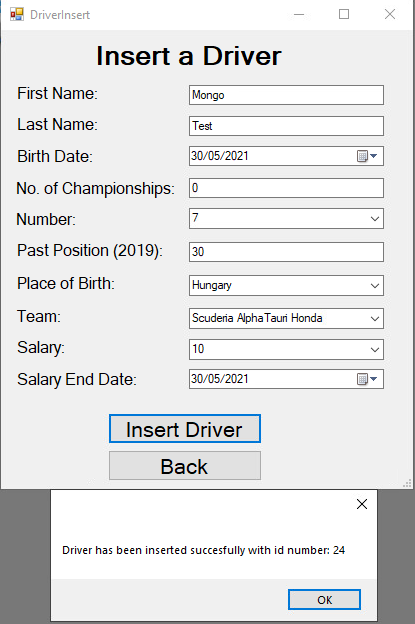 DriverInsert
Insert a Driver
First Name: Mongo
Last Name: Test
Birth Date: 30/05/2021
No. of Championships: 0
Number: 7
Past Position (2019): 30
Place of Birth: Hungary
Team: Scuderia AlphaTauri Honda
Salary: 10
Salary End Date: 30/05/2021
Insert Driver
Back
Driver has been inserted succesfully with id number: 24
OK